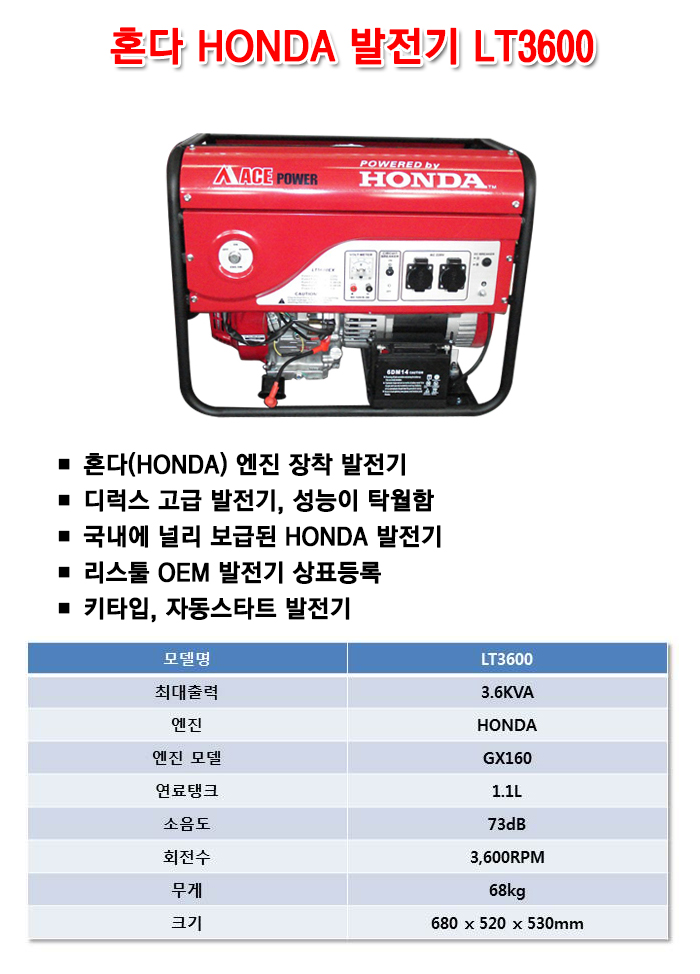 혼다 HONDA 발전기 LT3600
POWERED by
ACE POWER
HONDA
VOLTMETER
CAUTION
6DM14
■ 혼다(HONDA) 엔진 장착 발전기
■ 디럭스 고급 발전기, 성능이 탁월함
■ 국내에 널리 보급된 HONDA 발전기
■ 리스툴 OEM 발전기 상표등록
■ 키타입, 자동스타트 발전기
모델명 LT3600
최대출력 3.6KVA
엔진 HONDA
엔진 모델 GX160
연료탱크 1.1L
소음도 73dB
회전수 3,600RPM
무게 68kg
크기 680 x 520 x 530mm